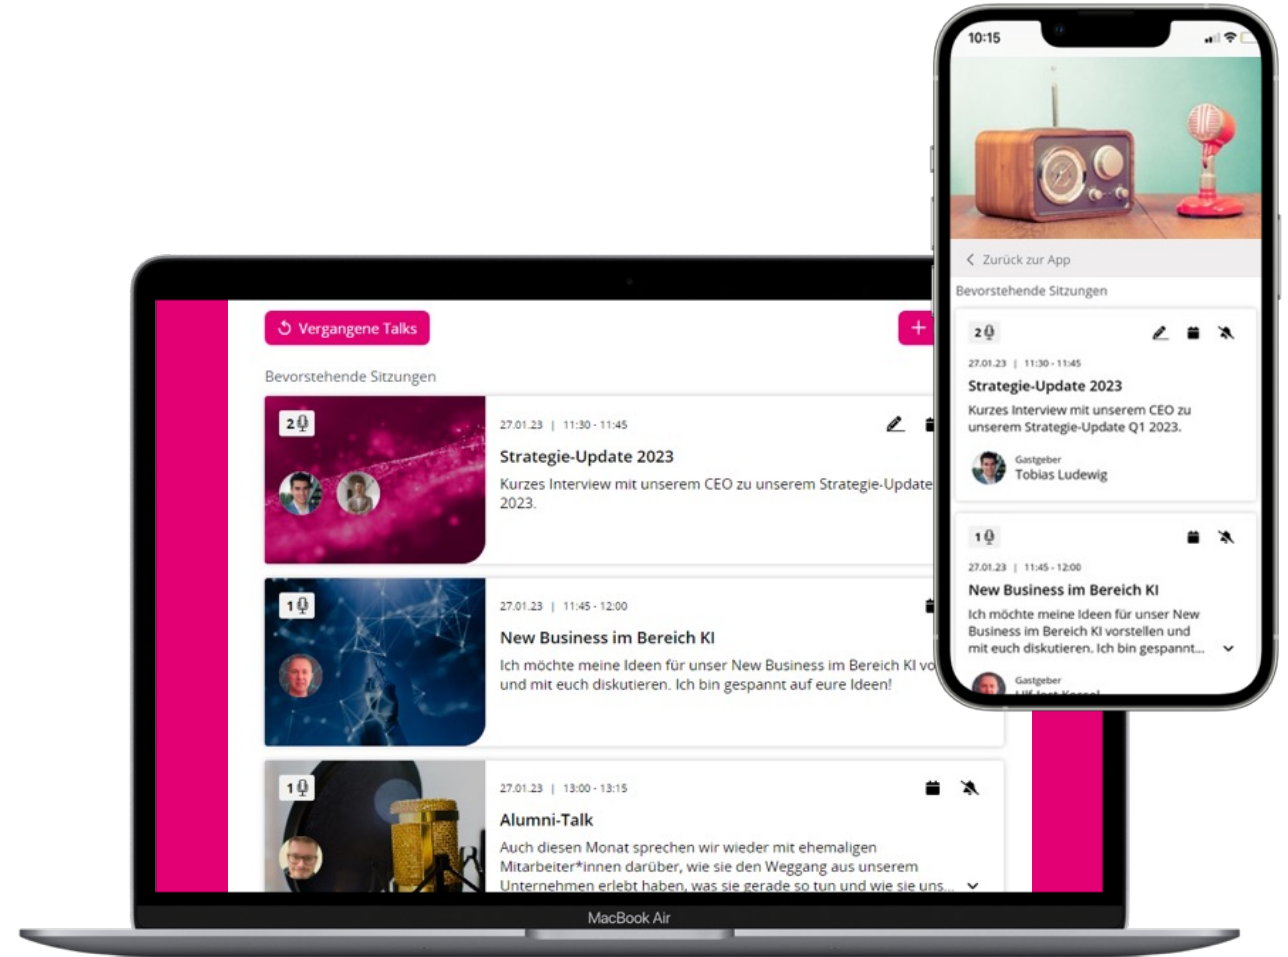 Vergangene Talks
+
Bevorstehende Sitzungen
2
27.01.23 | 11:30 - 11:45
Strategie-Update 2023
Kurzes Interview mit unserem CEO zu unserem Strategie-Update
2023.
1
27.01.23 | 11:45 - 12:00
New Business im Bereich KI
Ich möchte meine Ideen für unser New Business im Bereich KI
und mit euch diskutieren. Ich bin gespannt auf eure Ideen!
1
27.01.23 | 13:00 - 13:15
Alumni-Talk
Auch diesen Monat sprechen wir wieder mit ehemaligen
Mitarbeiter*innen darüber, wie sie den Weggang aus unserem
Unternehmen erlebt haben, was sie gerade so tun und wie sie uns...
MacBook Air
10:15
Zurück zur App
Bevorstehende Sitzungen
2
27.01.23 | 11:30 - 11:45
Strategie-Update 2023
Kurzes Interview mit unserem CEO zu
unserem Strategie-Update Q1 2023.
Gastgeber
Tobias Ludewig
1
27.01.23 | 11:45 - 12:00
New Business im Bereich KI
Ich möchte meine Ideen für unser New
Business im Bereich KI vorstellen und
mit euch diskutieren. Ich bin gespannt...
Gastgeber